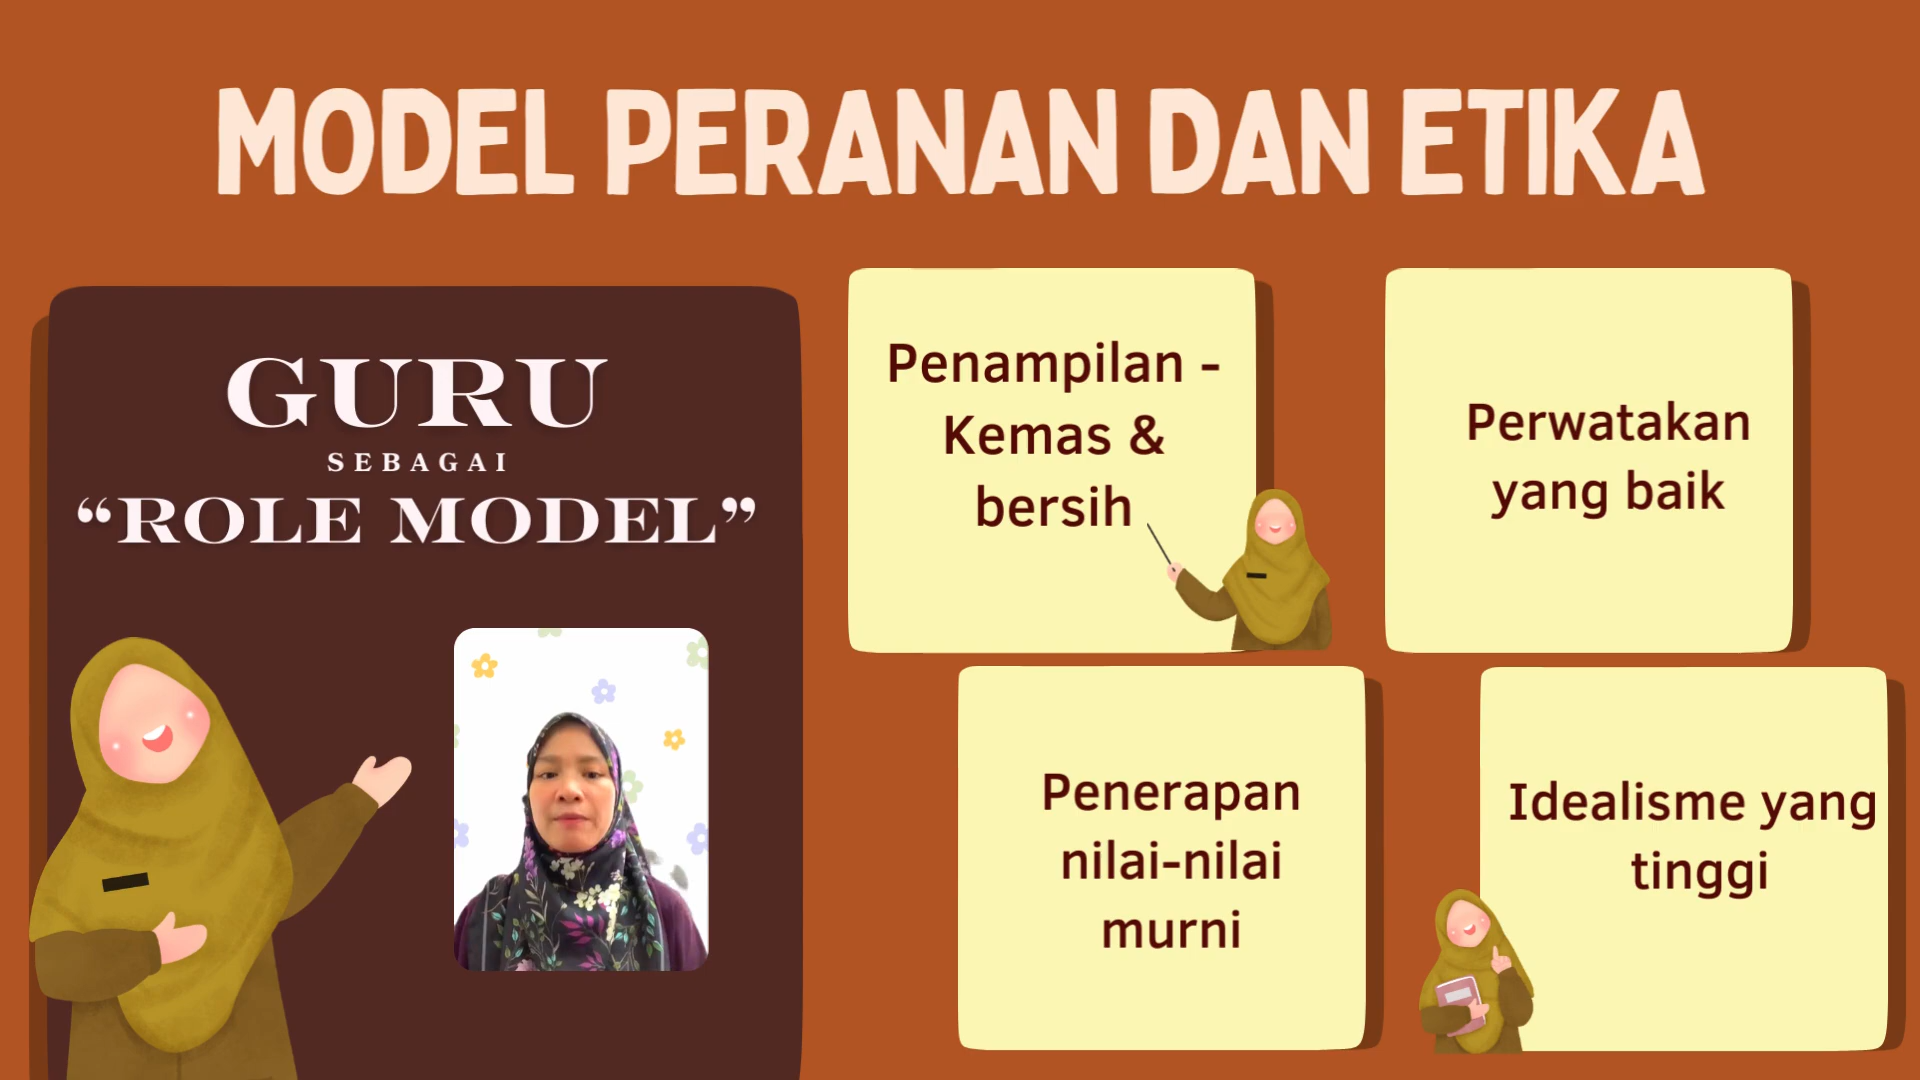 MODEL PERANAN DAN ETIKA
GURU
SEBAGAI
“ROLE MODEL”
Penampilan -
Kemas &
bersih
Perwatakan
yang baik
Penerapan
nilai-nilai
murni
Idealisme yang
tinggi